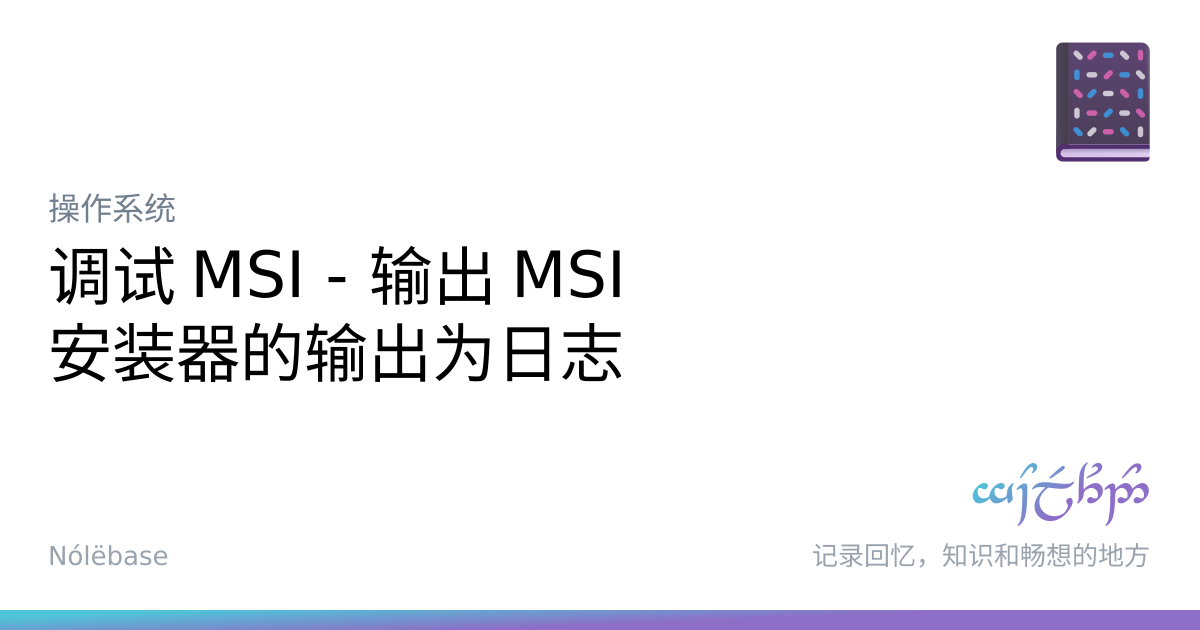 操作系统
调试 MSI - 输出 MSI
安装器的输出为日志
Nólëbase
记录回忆，知识和畅想的地方